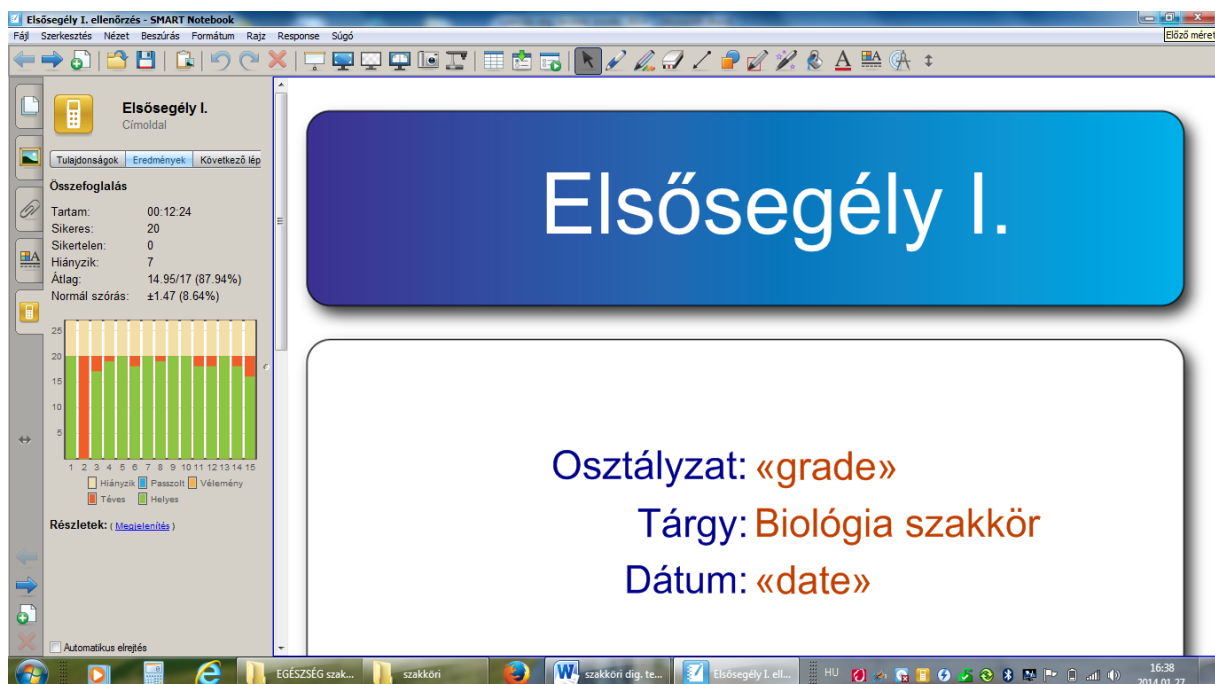 Elsősegély I. ellenőrzés - SMART Notebook
Fájl Szerkesztés Nézet Beszúrás Formátum Rajz Response Súgó
Előző méret
Elsősegély I.
Címoldal
Tulajdonságok Eredmények Következő lép
Összefoglalás
Tartam: 00:12:24
Sikeres: 20
Sikertelen: 0
Hiányzik: 7
Átlag: 14.95/17 (87.94%)
Normál szórás: ±1.47 (8.64%)
25
20
15
10
5
1 2 3 4 5 6 7 8 9 10 11 12 13 14 15
Hiányzik Passzolt Vélemény
Téves Helyes
Részletek: ( Megjelenítés )
Automatikus elrejtés
Elsősegély I.
Osztályzat: «grade»
Tárgy: Biológia szakkör
Dátum: «date»
EGÉSZSÉG szak... szakköri szakköri dig. te... Elsősegély I. ell... HU 16:38
2014.01.27.